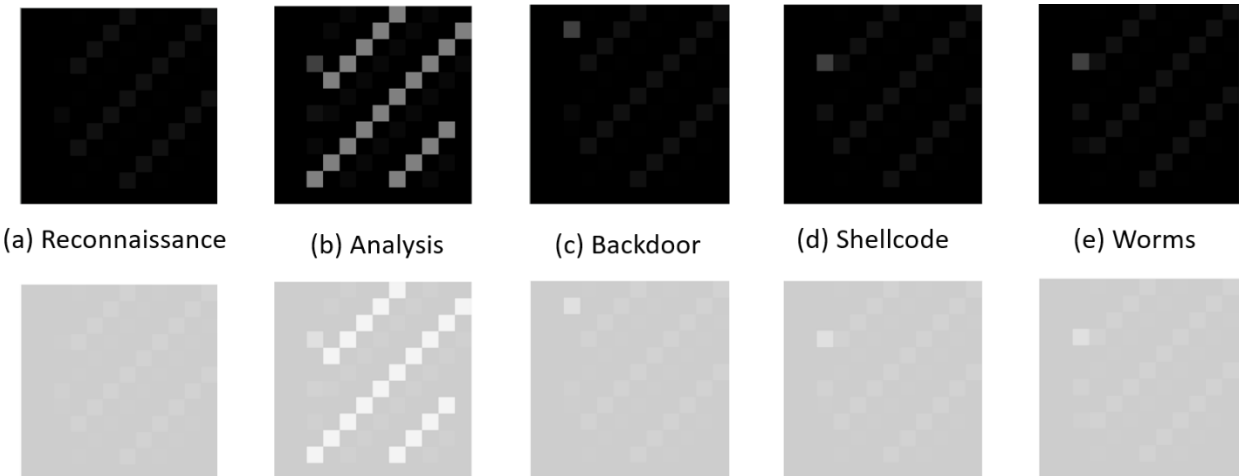 (a) Reconnaissance
(b) Analysis
(c) Backdoor
(d) Shellcode
(e) Worms